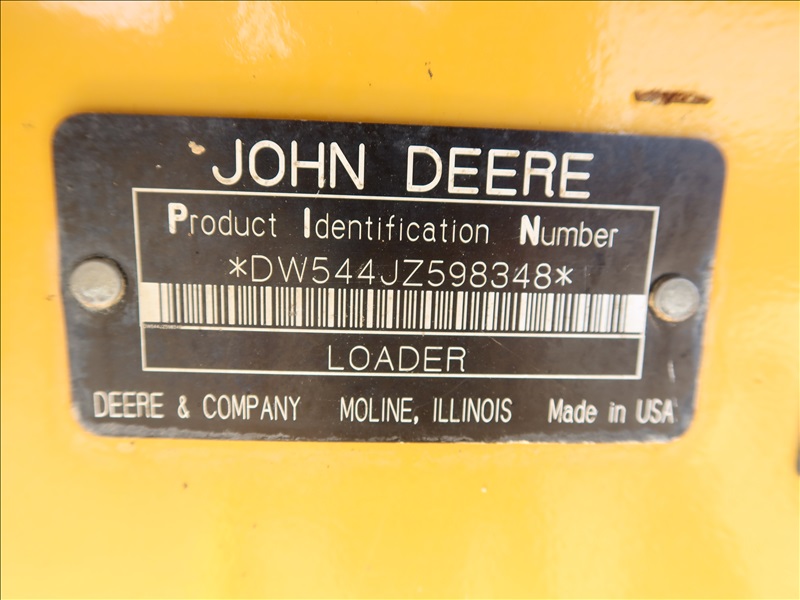 JOHN DEERE
Product Identification Number
*DW544JZ598348*
LOADER
DEERE & COMPANY MOLINE, ILLINOIS Made in USA